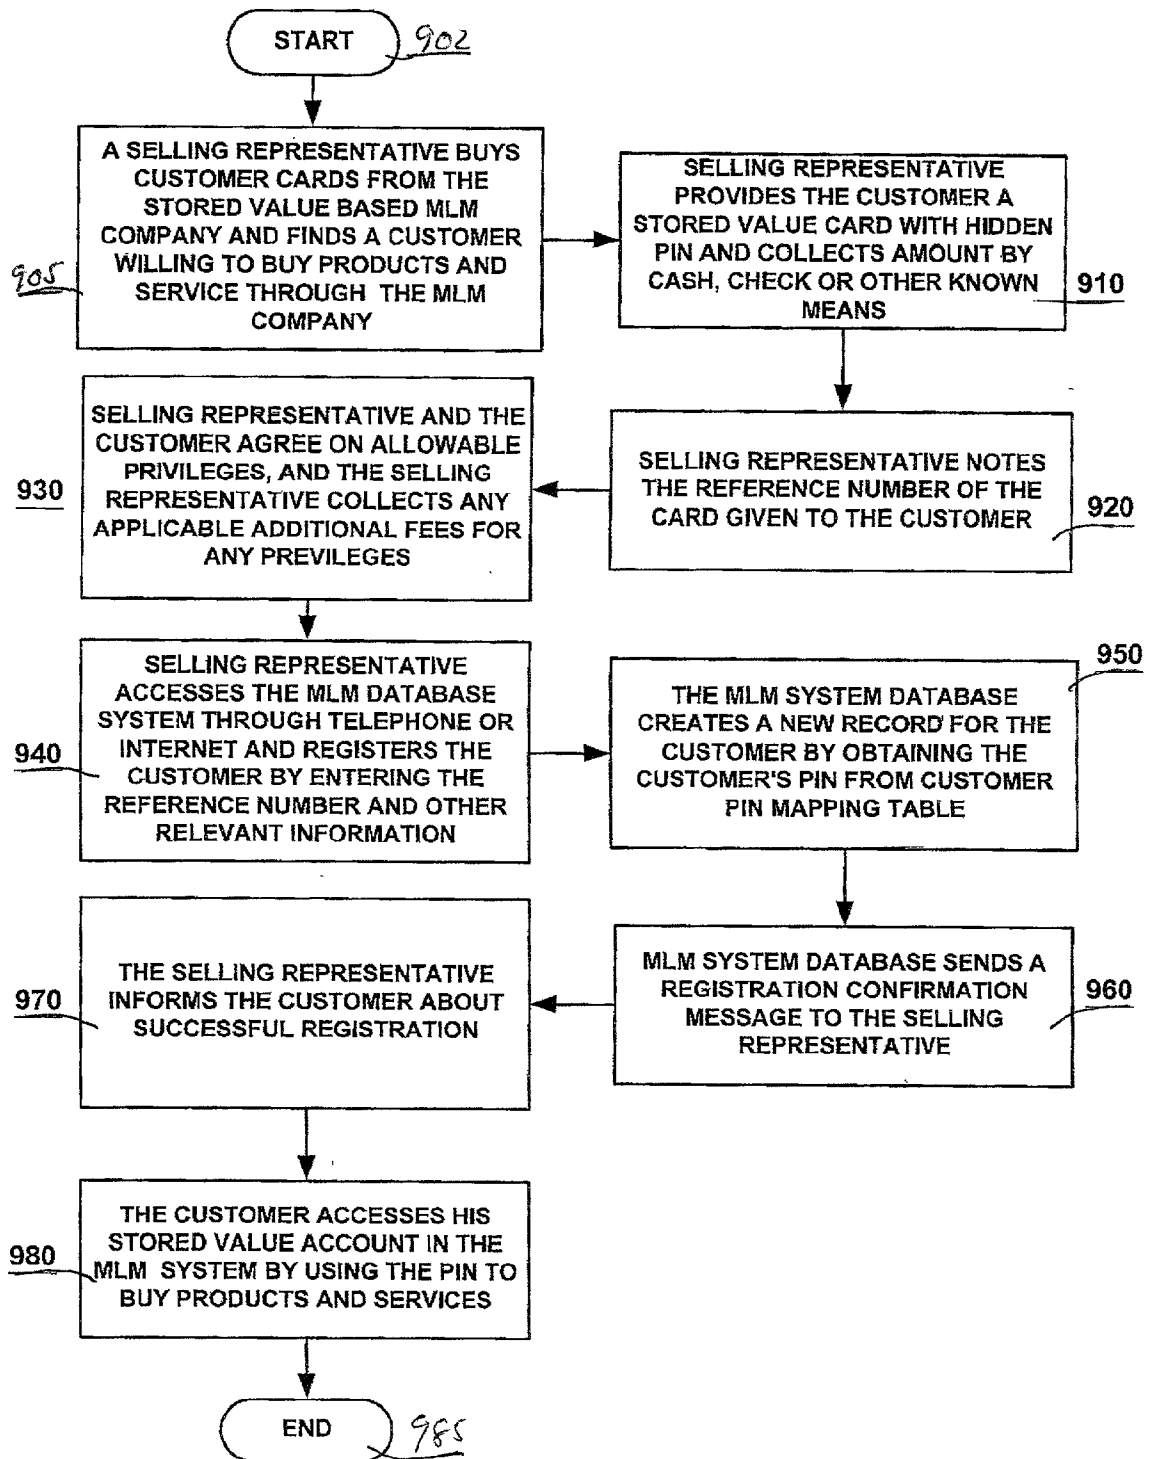 START
902
A SELLING REPRESENTATIVE BUYS
CUSTOMER CARDS FROM THE
STORED VALUE BASED MLM
COMPANY AND FINDS A CUSTOMER
WILLING TO BUY PRODUCTS AND
SERVICE THROUGH THE MLM
COMPANY
905
SELLING REPRESENTATIVE
PROVIDES THE CUSTOMER A
STORED VALUE CARD WITH HIDDEN
PIN AND COLLECTS AMOUNT BY
CASH, CHECK OR OTHER KNOWN
MEANS
910
SELLING REPRESENTATIVE NOTES
THE REFERENCE NUMBER OF THE
CARD GIVEN TO THE CUSTOMER
920
SELLING REPRESENTATIVE AND THE
CUSTOMER AGREE ON ALLOWABLE
PRIVILEGES, AND THE SELLING
REPRESENTATIVE COLLECTS ANY
APPLICABLE ADDITIONAL FEES FOR
ANY PREVILEGES
930
SELLING REPRESENTATIVE
ACCESSES THE MLM DATABASE
SYSTEM THROUGH TELEPHONE OR
INTERNET AND REGISTERS THE
CUSTOMER BY ENTERING THE
REFERENCE NUMBER AND OTHER
RELEVANT INFORMATION
940
950
THE MLM SYSTEM DATABASE
CREATES A NEW RECORD FOR THE
CUSTOMER BY OBTAINING THE
CUSTOMER'S PIN FROM CUSTOMER
PIN MAPPING TABLE
MLM SYSTEM DATABASE SENDS A
REGISTRATION CONFIRMATION
MESSAGE TO THE SELLING
REPRESENTATIVE
960
THE SELLING REPRESENTATIVE
INFORMS THE CUSTOMER ABOUT
SUCCESSFUL REGISTRATION
970
THE CUSTOMER ACCESSES HIS
STORED VALUE ACCOUNT IN THE
MLM SYSTEM BY USING THE PIN TO
BUY PRODUCTS AND SERVICES
980
END
985